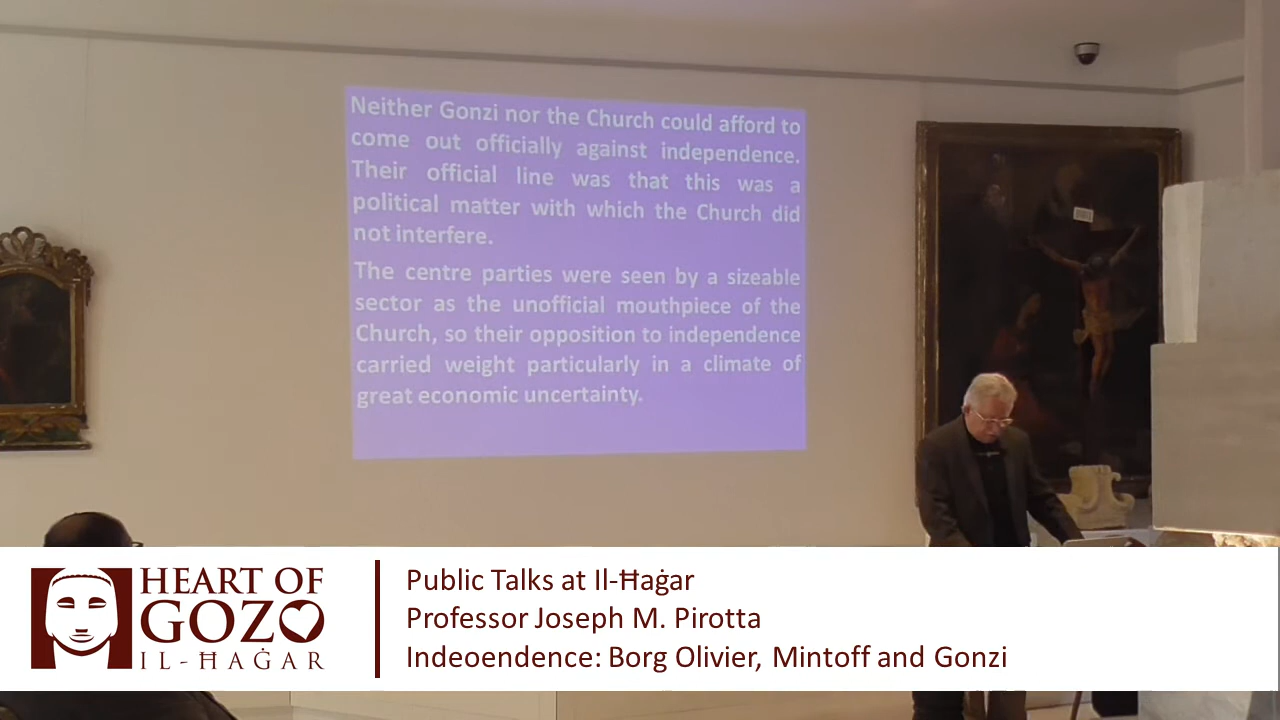 Neither Gonzi nor the Church could afford to
come out officially against independence.
Their official line was that this was a
political matter with which the Church did
not interfere.
The centre parties were seen by a sizeable
sector as the unofficial mouthpiece of the
Church, so their opposition to independence
carried weight particularly in a climate of
great economic uncertainty.
HEART OF
GOZO
IL-ĦAĠAR
Public Talks at Il-Ħaġar
Professor Joseph M. Pirotta
Indeoendence: Borg Olivier, Mintoff and Gonzi